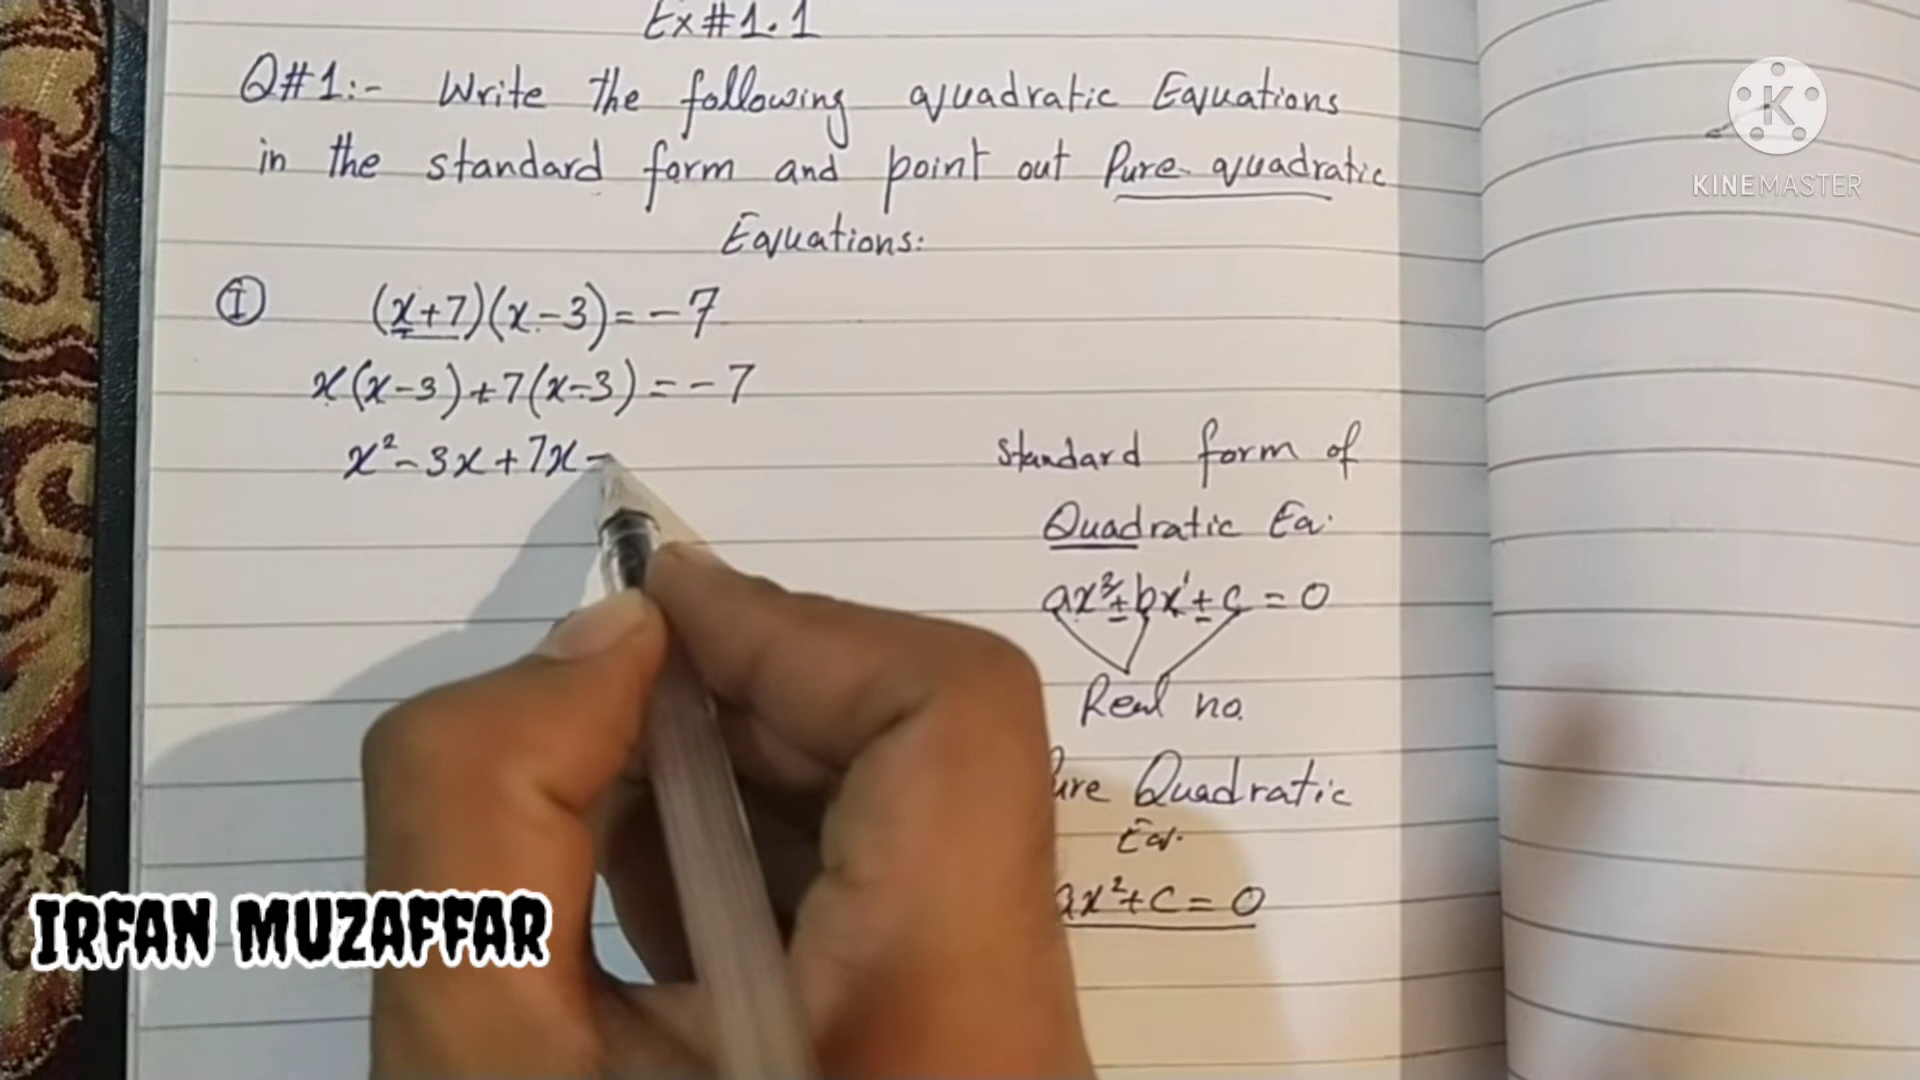 Ex#1.1
Q#1:- Write the following quadratic Equations
in the standard form and point out Pure quadratic
Equations:
I (x+7)(x-3)=-7
x(x-3)+7(x-3)=-7
x²-3x+7x-
Standard form of
Quadratic Eq.
ax²+bx¹+c=0
Real no.
Pure Quadratic
Eq.
ax²+c=0
K
KINEMASTER
IRFAN MUZAFFAR